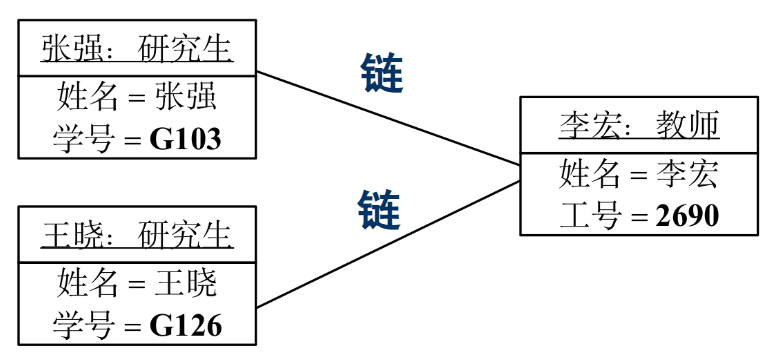 张强：研究生
姓名 = 张强
学号 = G103
链
王晓：研究生
姓名 = 王晓
学号 = G126
链
李宏：教师
姓名 = 李宏
工号 = 2690